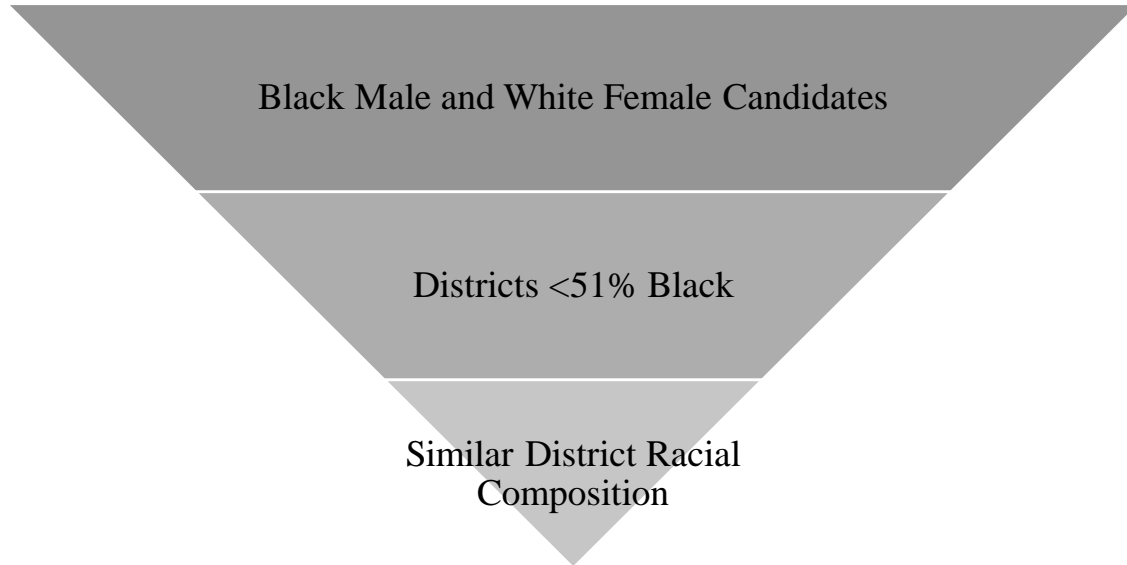 Black Male and White Female Candidates
Districts <51% Black
Similar District Racial
Composition